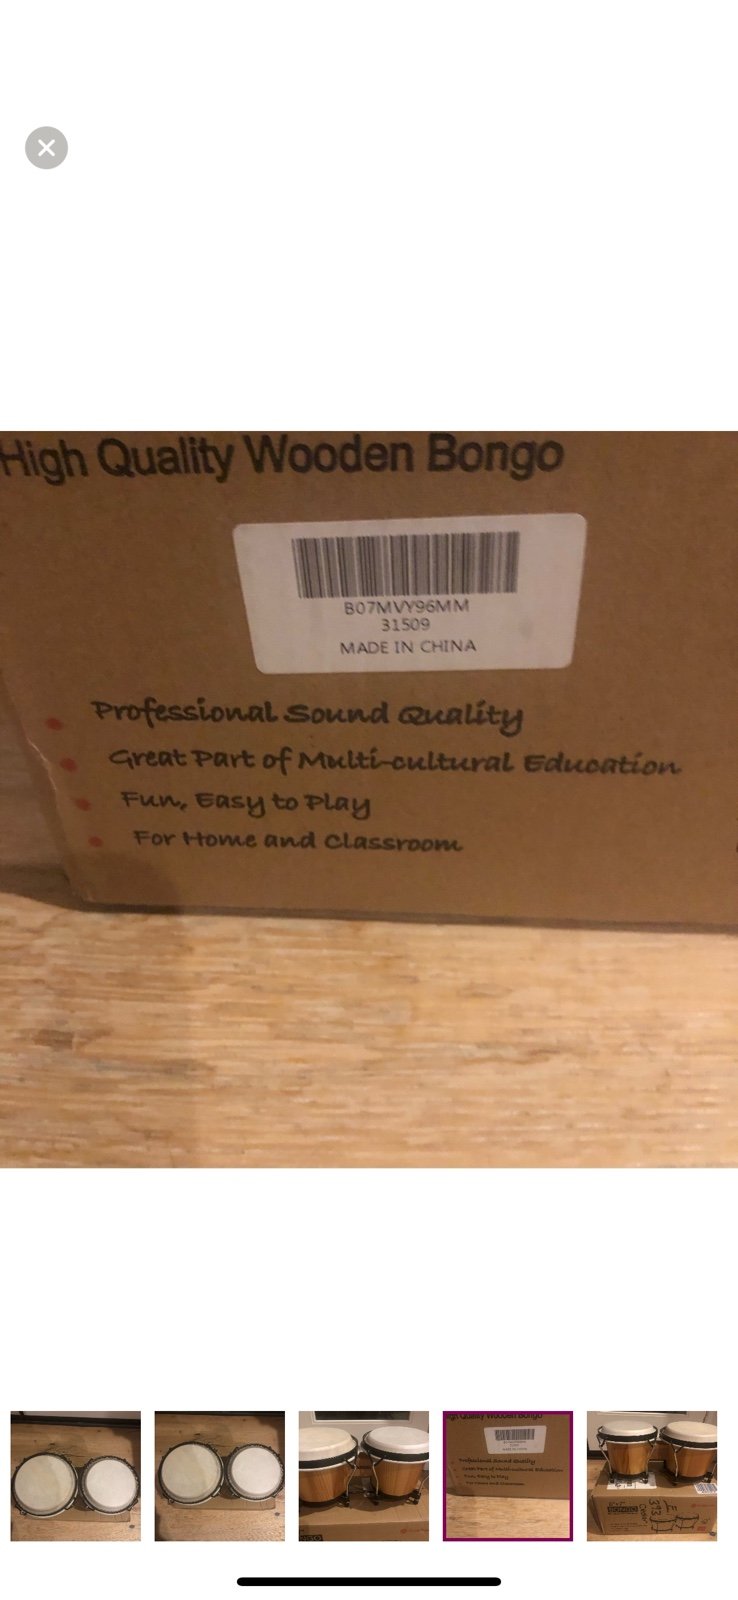 High Quality Wooden Bongo
B07MVY96MM
31509
MADE IN CHINA
Professional Sound Quality
Great Part of Multi-cultural Education
Fun, Easy to Play
For Home and Classroom